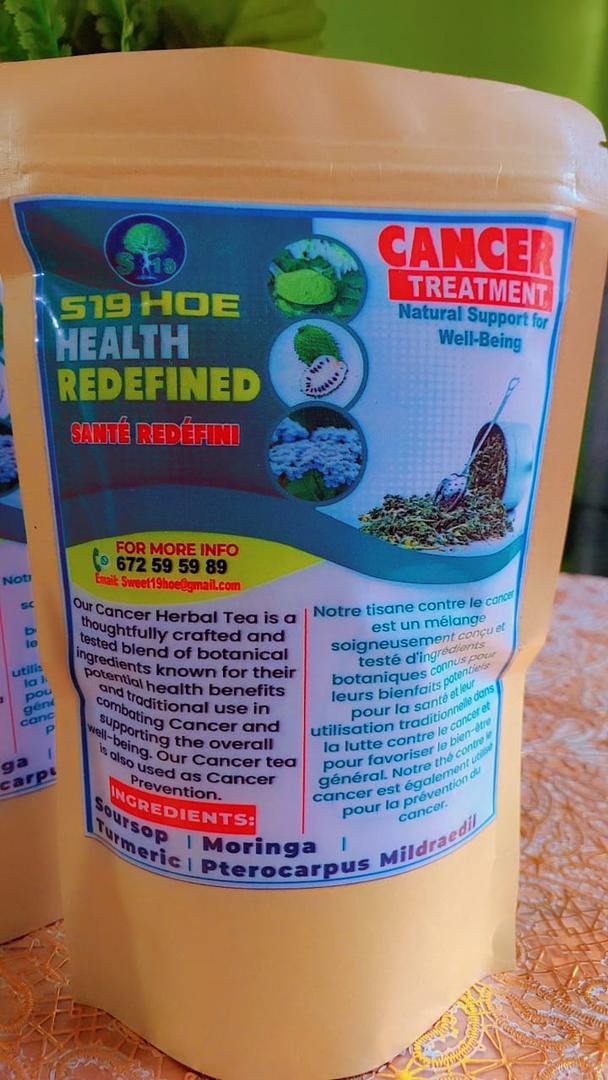 S 19
S19 HOE
HEALTH
REDEFINED
SANTÉ REDÉFINI
CANCER
TREATMENT
Natural Support for
Well-Being
FOR MORE INFO
672 59 59 89
Email: Sweet19hoe@gmail.com
Our Cancer Herbal Tea is a
thoughtfully crafted and
tested blend of botanical
ingredients known for their
potential health benefits
and traditional use in
combating Cancer and
supporting the overall
well-being. Our Cancer tea
is also used as Cancer
Prevention.
Notre tisane contre le cancer
est un mélange
soigneusement conçu et
testé d'ingrédients
botaniques connus pour
leurs bienfaits potentiels
pour la santé et leur
utilisation traditionnelle dans
la lutte contre le cancer et
pour favoriser le bien-être
général. Notre thé contre le
cancer est également utilisé
pour la prévention du
cancer.
INGREDIENTS:
Soursop | Moringa |
Turmeric | Pterocarpus Mildraedii